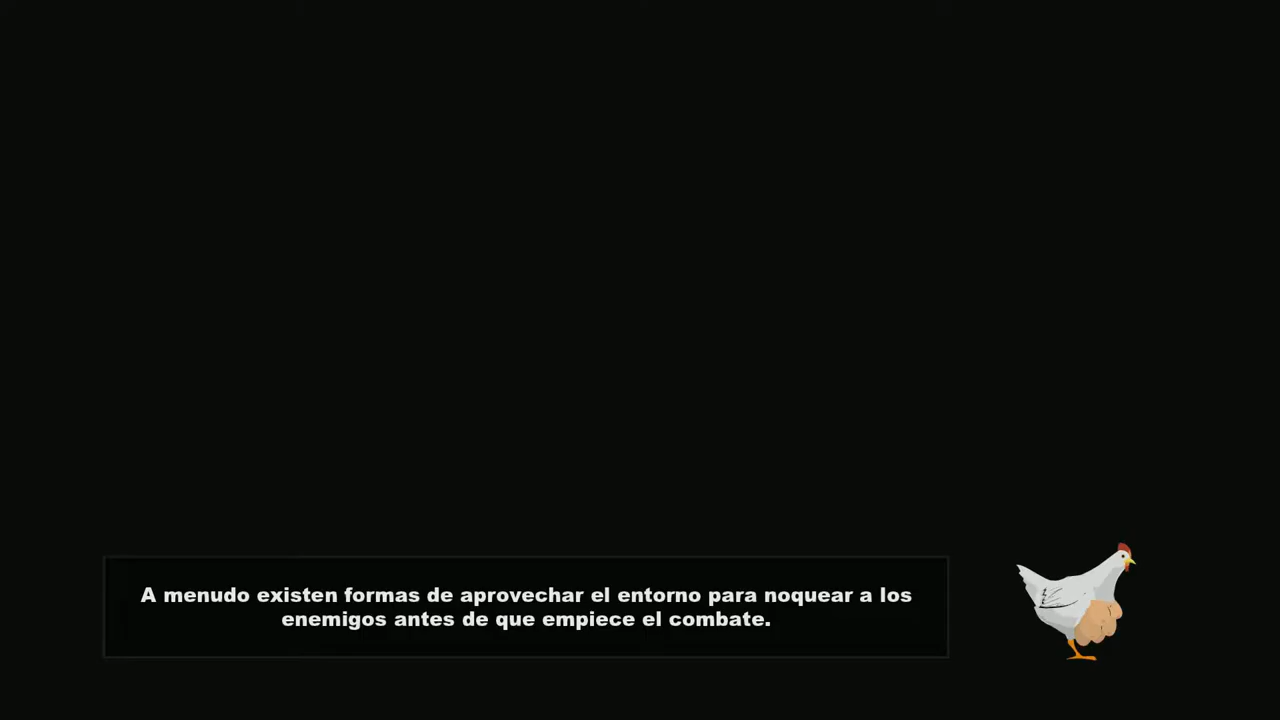 A menudo existen formas de aprovechar el entorno para noquear a los
enemigos antes de que empiece el combate.